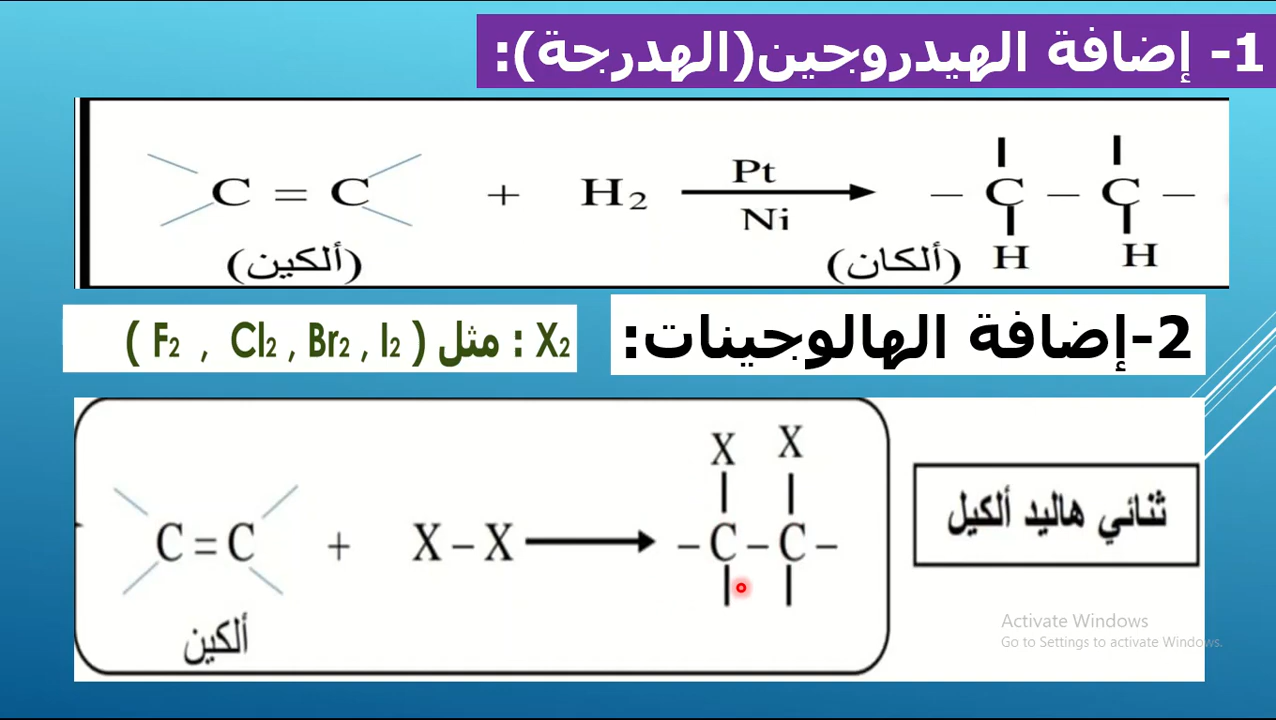 1- إضافة الهيدروجين(الهدرجة):
C = C + H2 Pt Ni – C – C –
H H
(ألكين) (ألكان)
2-إضافة الهالوجينات:
X2 : مثل ( F2 , Cl2 , Br2 , I2 )
X X
C = C + X – X – C – C –
ألكين
ثنائي هاليد ألكيل
Activate Windows
Go to Settings to activate Windows.